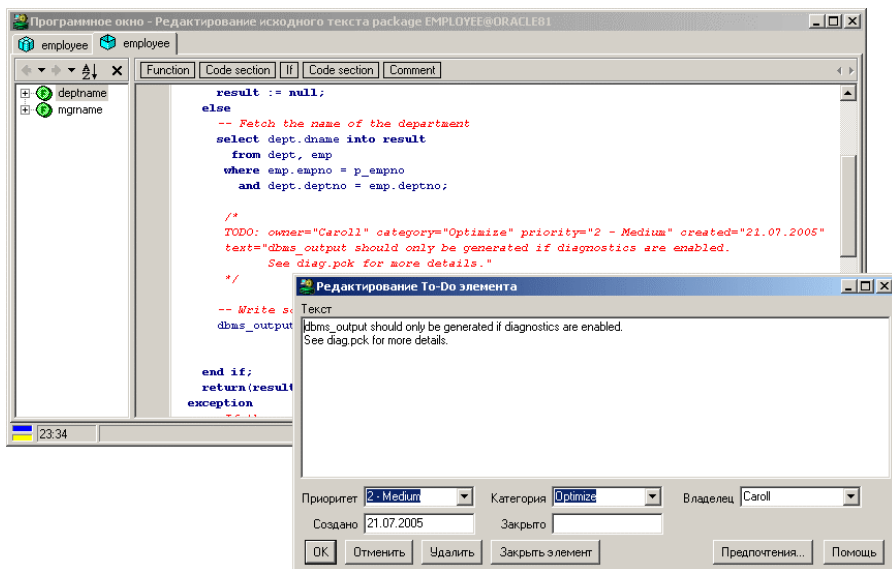 Программное окно - Редактирование исходного текста package EMPLOYEE@ORACLE81
employee employee
Function Code section If Code section Comment
deptname
mgrname
result := null;
else
-- Fetch the name of the department
select dept.dname into result
from dept, emp
where emp.empno = p_empno
and dept.deptno = emp.deptno;
/*
TODO: owner="Caroll" category="Optimize" priority="2 - Medium" created="21.07.2005"
text="dbms_output should only be generated if diagnostics are enabled.
See diag.pck for more details."
*/
-- Write
dbms_output
end if;
return(result
exception
23:34
Редактирование To-Do элемента
Текст
dbms_output should only be generated if diagnostics are enabled.
See diag.pck for more details.
Приоритет 2 - Medium Категория Optimize Владелец Caroll
Создано 21.07.2005 Закрыто
OK Отменить Удалить Закрыть элемент Предпочтения... Помощь